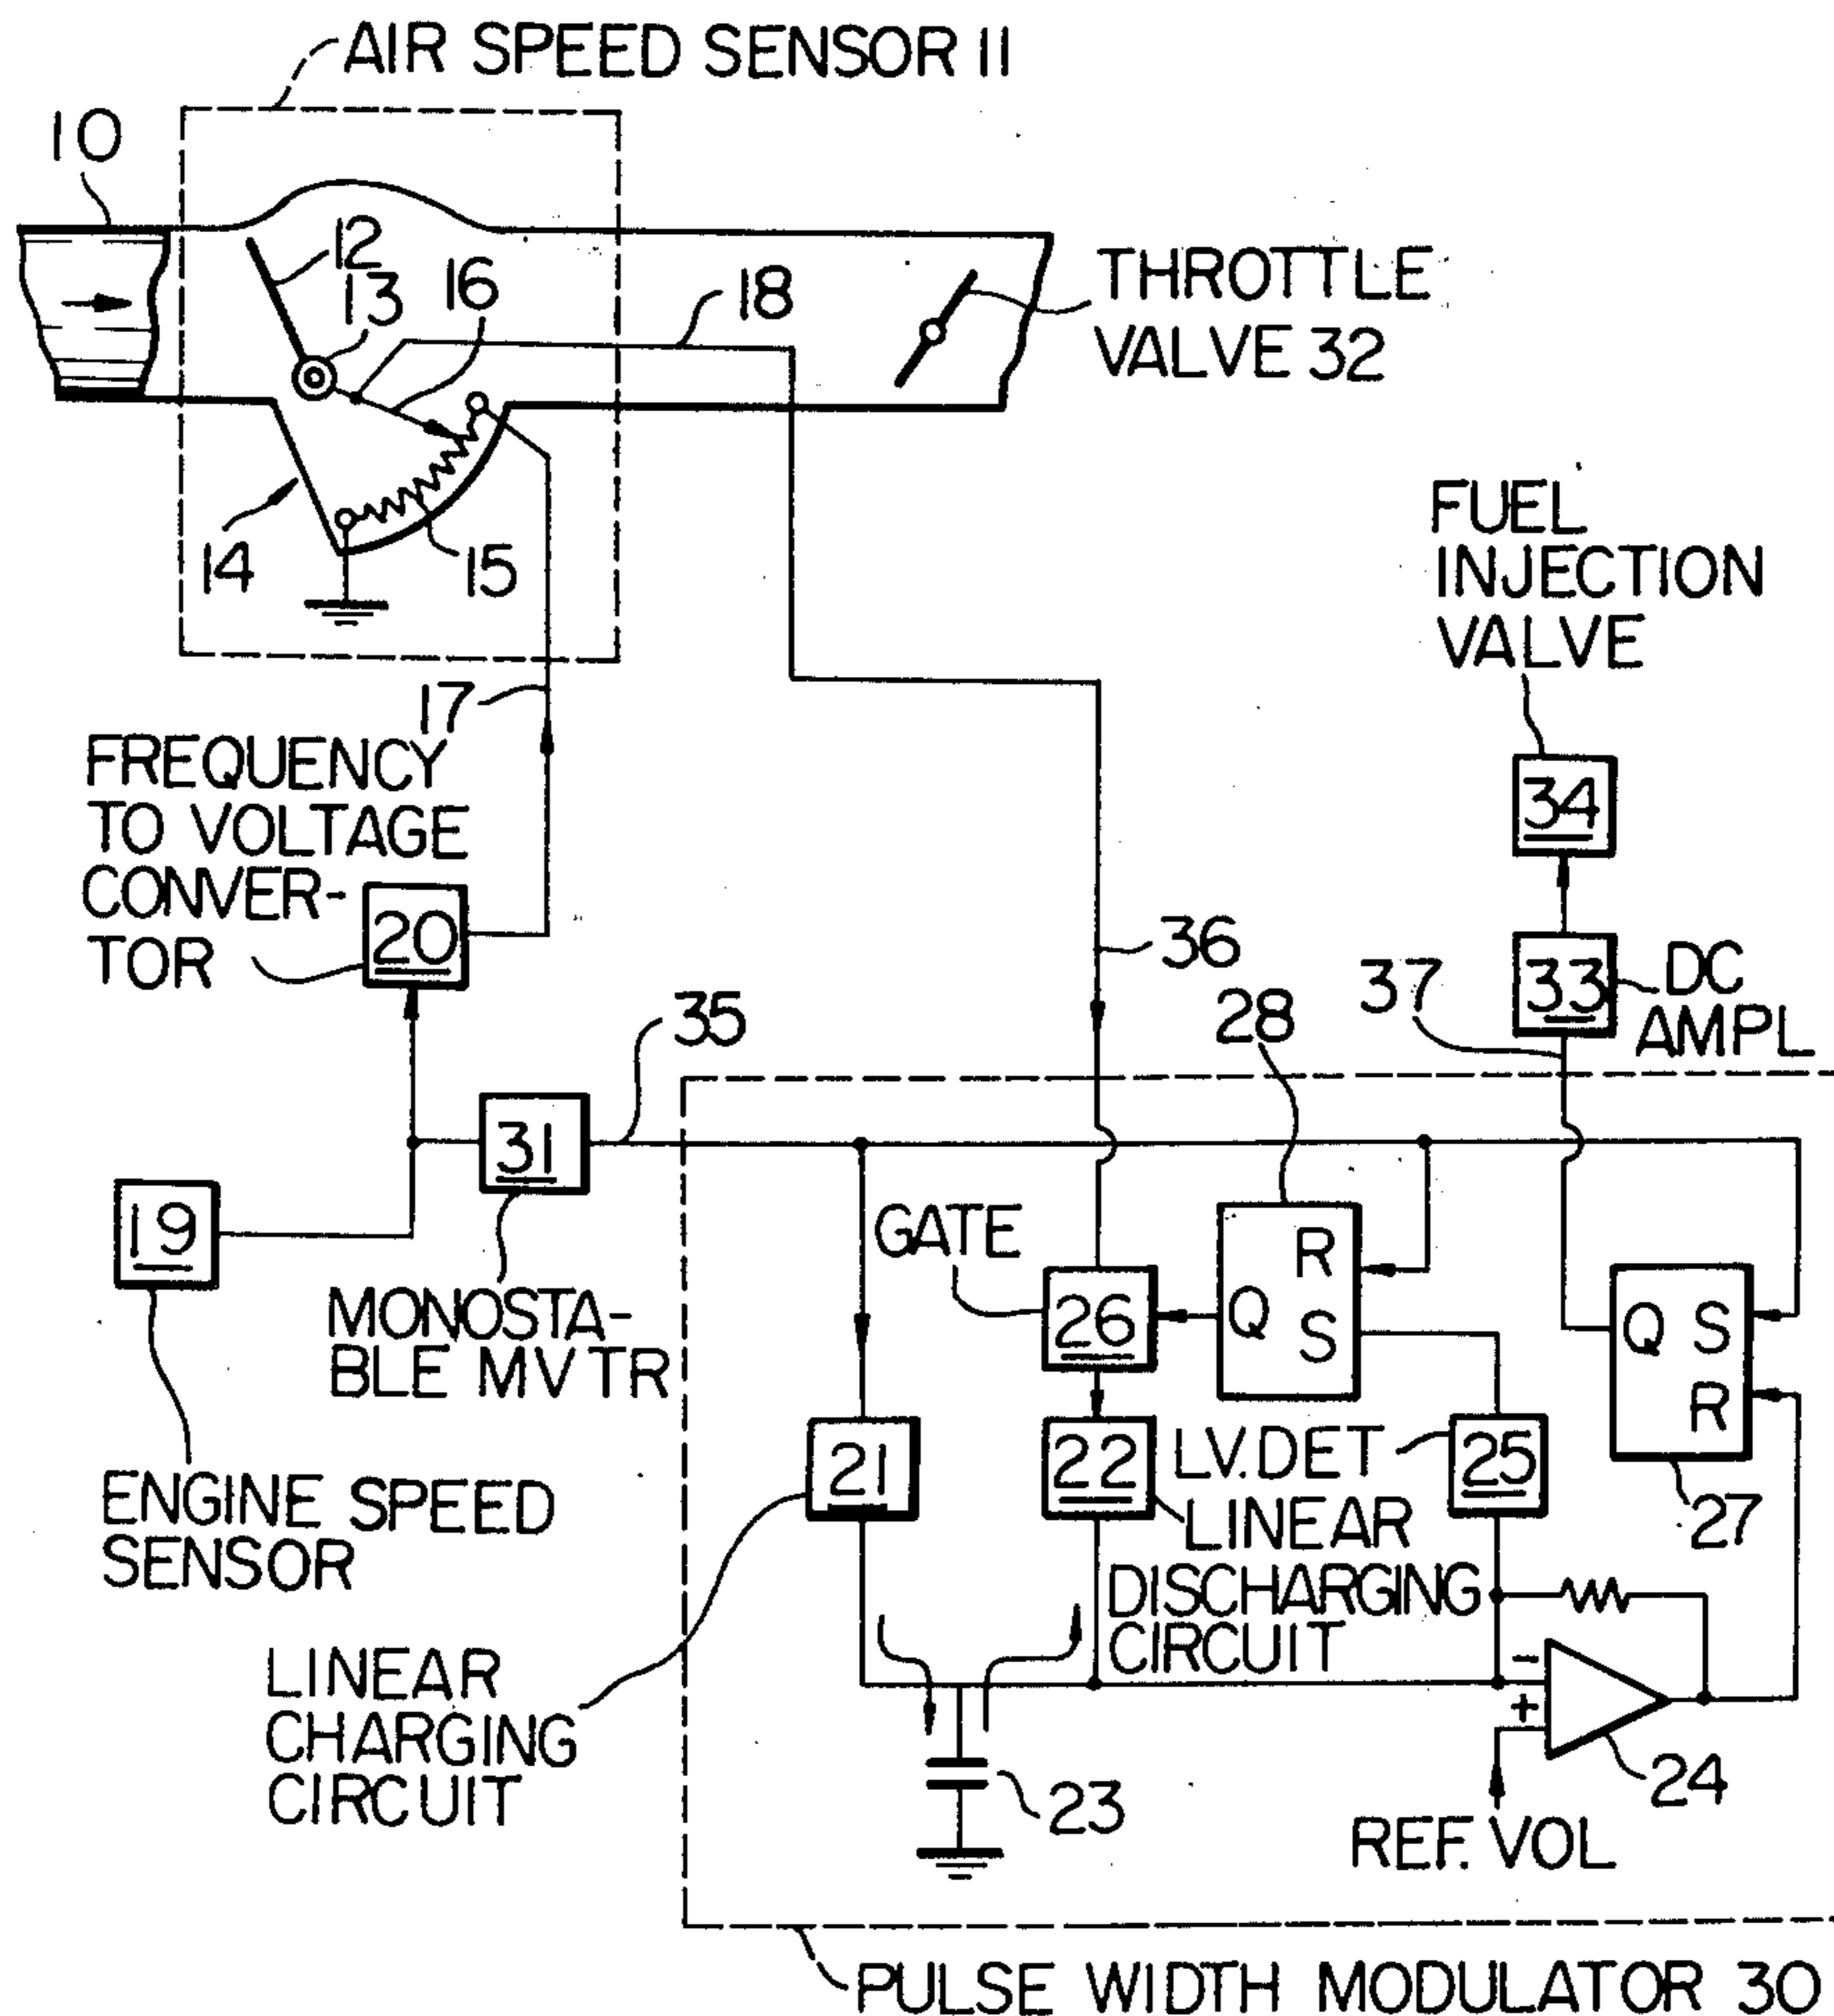 AIR SPEED SENSOR 11
10
12
13
16
18
THROTTLE
VALVE 32
14
15
17
FUEL
INJECTION
VALVE
34
FREQUENCY
TO VOLTAGE
CONVER-
TOR
20
36
37
33
DC
AMPL
35
28
31
19
GATE
26
Q
R
S
Q
S
R
27
MONOSTA-
BLE MVTR
21
22
LV. DET
25
ENGINE SPEED
SENSOR
LINEAR
DISCHARGING
CIRCUIT
LINEAR
CHARGING
CIRCUIT
23
-
+
24
REF. VOL
PULSE WIDTH MODULATOR 30